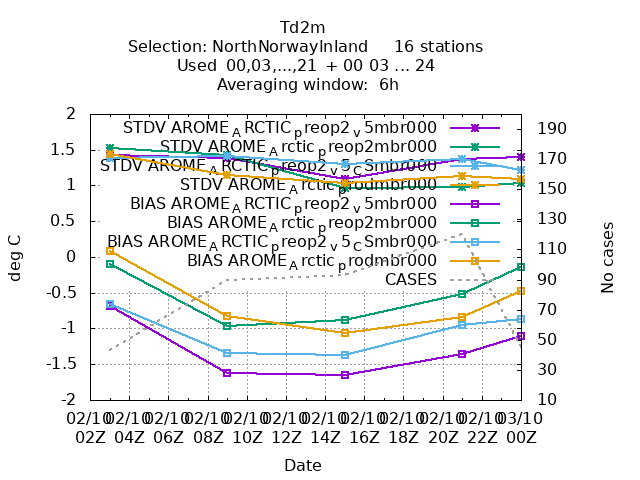 Td2m
Selection: NorthNorwayInland 16 stations
Used 00,03,...,21 + 00 03 ... 24
Averaging window: 6h
2
1.5
1
0.5
0
-0.5
-1
-1.5
-2
deg C
STDV AROME_ARCTIC_preop2_v5mbr000
STDV AROME_Arctic_preop2mbr000
STDV AROME_ARCTIC_preop2_v5_CSmbr000
STDV AROME_Arctic_prodmbr000
BIAS AROME_ARCTIC_preop2_v5mbr000
BIAS AROME_Arctic_preop2mbr000
BIAS AROME_ARCTIC_preop2_v5_CSmbr000
BIAS AROME_Arctic_prodmbr000
CASES
190
170
150
130
110
90
70
50
30
10
No cases
02/10 02/10 02/10 02/10 02/10 02/10 02/10 02/10 02/10 02/10 02/10 03/10
02Z 04Z 06Z 08Z 10Z 12Z 14Z 16Z 18Z 20Z 22Z 00Z
Date